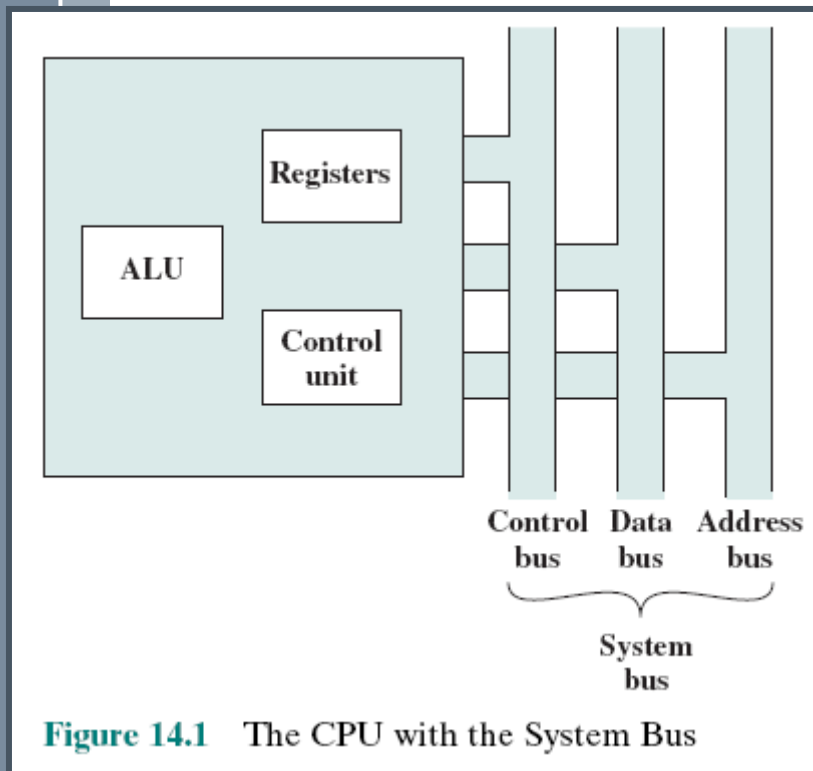 Registers
ALU
Control
unit
Control Data Address
bus bus bus
System
bus
Figure 14.1 The CPU with the System Bus